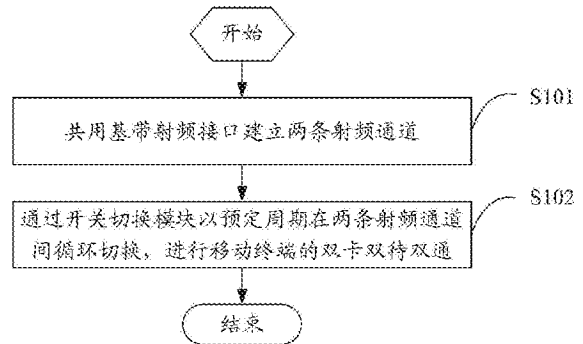 开始
S101
共用基带射频接口建立两条射频通道
S102
通过开关切换模块以预定周期在两条射频通道
间循环切换，进行移动终端的双卡双待双通
结束